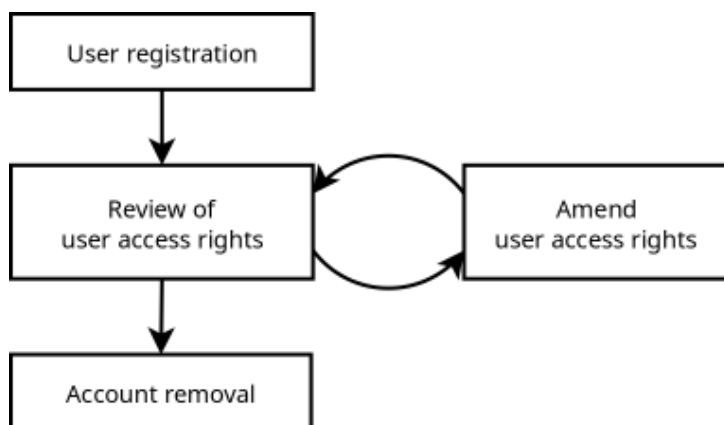 User registration
Review of
user access rights
Amend
user access rights
Account removal